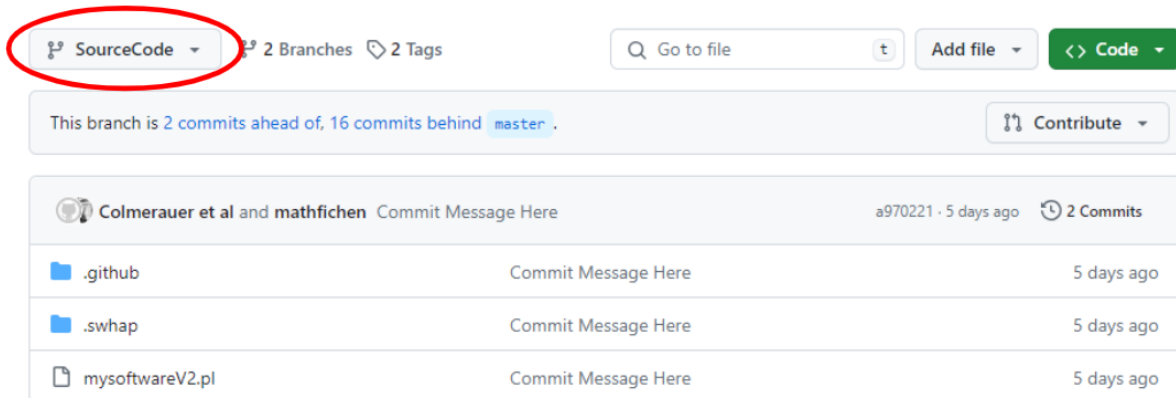 SourceCode 2 Branches 2 Tags Go to file t Add file <> Code
This branch is 2 commits ahead of, 16 commits behind master .
Contribute
Colmerauer et al and mathfichen Commit Message Here a970221 · 5 days ago 2 Commits
.github Commit Message Here 5 days ago
.swhap Commit Message Here 5 days ago
mysoftwareV2.pl Commit Message Here 5 days ago